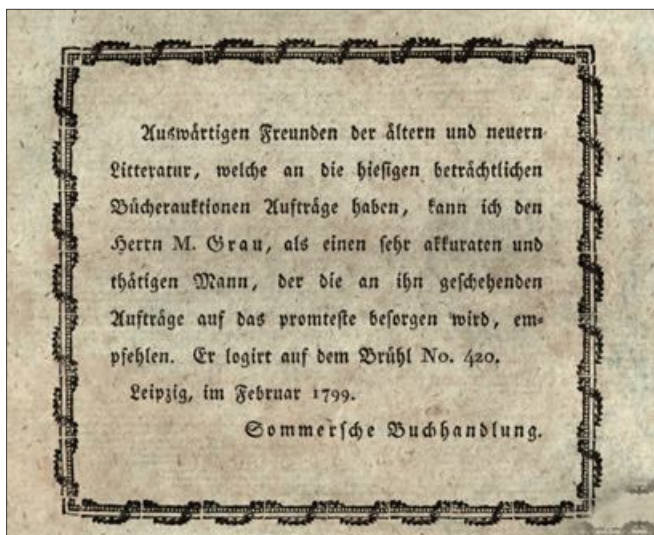 Auswärtigen Freunden der ältern und neuern
Litteratur, welche an die hiesigen beträchtlichen
Bücherauktionen Aufträge haben, kann ich den
Herrn M. Grau, als einen sehr akkuraten und
thätigen Mann, der die an ihn geschehenden
Aufträge auf das promteste besorgen wird, em-
pfehlen. Er logirt auf dem Brühl No. 420.
Leipzig, im Februar 1799.
Sommersche Buchhandlung.